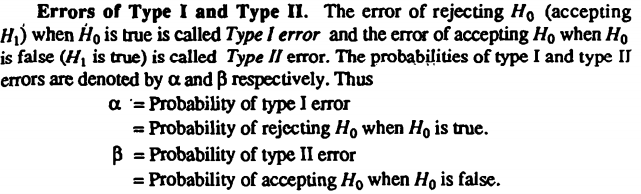 Errors of Type I and Type II. The error of rejecting H₀ (accepting
H₁) when H₀ is true is called Type I error and the error of accepting H₀ when H₀
is false (H₁ is true) is called Type II error. The probabilities of type I and type II
errors are denoted by α and β respectively. Thus
α = Probability of type I error
= Probability of rejecting H₀ when H₀ is true.
β = Probability of type II error
= Probability of accepting H₀ when H₀ is false.